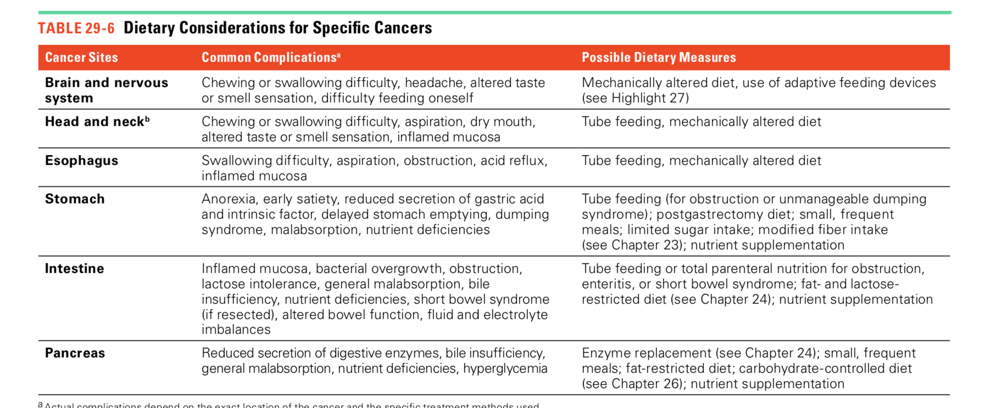 TABLE 29-6 Dietary Considerations for Specific Cancers
Cancer Sites
Common Complicationsa
Possible Dietary Measures
Brain and nervous
system
Chewing or swallowing difficulty, headache, altered taste
or smell sensation, difficulty feeding oneself
Mechanically altered diet, use of adaptive feeding devices
(see Highlight 27)
Head and neckb
Chewing or swallowing difficulty, aspiration, dry mouth,
altered taste or smell sensation, inflamed mucosa
Tube feeding, mechanically altered diet
Esophagus
Swallowing difficulty, aspiration, obstruction, acid reflux,
inflamed mucosa
Tube feeding, mechanically altered diet
Stomach
Anorexia, early satiety, reduced secretion of gastric acid
and intrinsic factor, delayed stomach emptying, dumping
syndrome, malabsorption, nutrient deficiencies
Tube feeding (for obstruction or unmanageable dumping
syndrome); postgastrectomy diet; small, frequent
meals; limited sugar intake; modified fiber intake
(see Chapter 23); nutrient supplementation
Intestine
Inflamed mucosa, bacterial overgrowth, obstruction,
lactose intolerance, general malabsorption, bile
insufficiency, nutrient deficiencies, short bowel syndrome
(if resected), altered bowel function, fluid and electrolyte
imbalances
Tube feeding or total parenteral nutrition for obstruction,
enteritis, or short bowel syndrome; fat- and lactose-
restricted diet (see Chapter 24); nutrient supplementation
Pancreas
Reduced secretion of digestive enzymes, bile insufficiency,
general malabsorption, nutrient deficiencies, hyperglycemia
Enzyme replacement (see Chapter 24); small, frequent
meals; fat-restricted diet; carbohydrate-controlled diet
(see Chapter 26); nutrient supplementation
a Actual complications depend on the exact location of the cancer and the specific treatment methods used